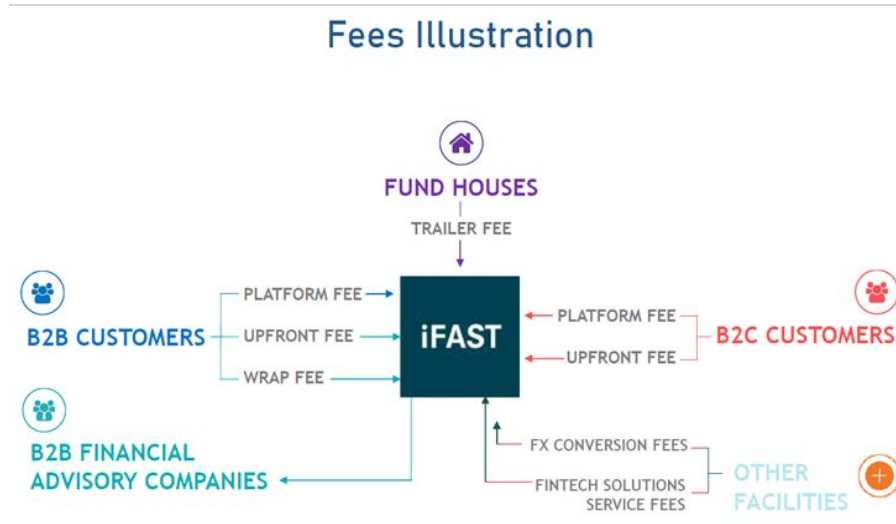 Fees Illustration
FUND HOUSES
TRAILER FEE
PLATFORM FEE
B2B CUSTOMERS
UPFRONT FEE
WRAP FEE
iFAST
PLATFORM FEE
B2C CUSTOMERS
UPFRONT FEE
B2B FINANCIAL
ADVISORY COMPANIES
FX CONVERSION FEES
FINTECH SOLUTIONS
SERVICE FEES
OTHER
FACILITIES